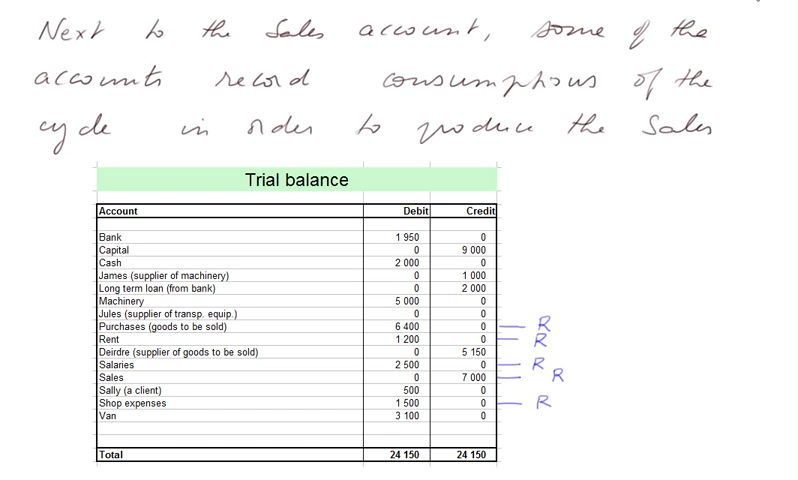 Next to the Sales account, some of the
accounts record consumptions of the
cycle in order to produce the Sales
Trial balance
Account Debit Credit
Bank 1 950 0
Capital 0 9 000
Cash 2 000 0
James (supplier of machinery) 0 1 000
Long term loan (from bank) 0 2 000
Machinery 5 000 0
Jules (supplier of transp. equip.) 0 0
Purchases (goods to be sold) 6 400 0 R
Rent 1 200 0 R
Deirdre (supplier of goods to be sold) 0 5 150
Salaries 2 500 0 R
Sales 0 7 000 R
Sally (a client) 500 0
Shop expenses 1 500 0 R
Van 3 100 0
Total 24 150 24 150